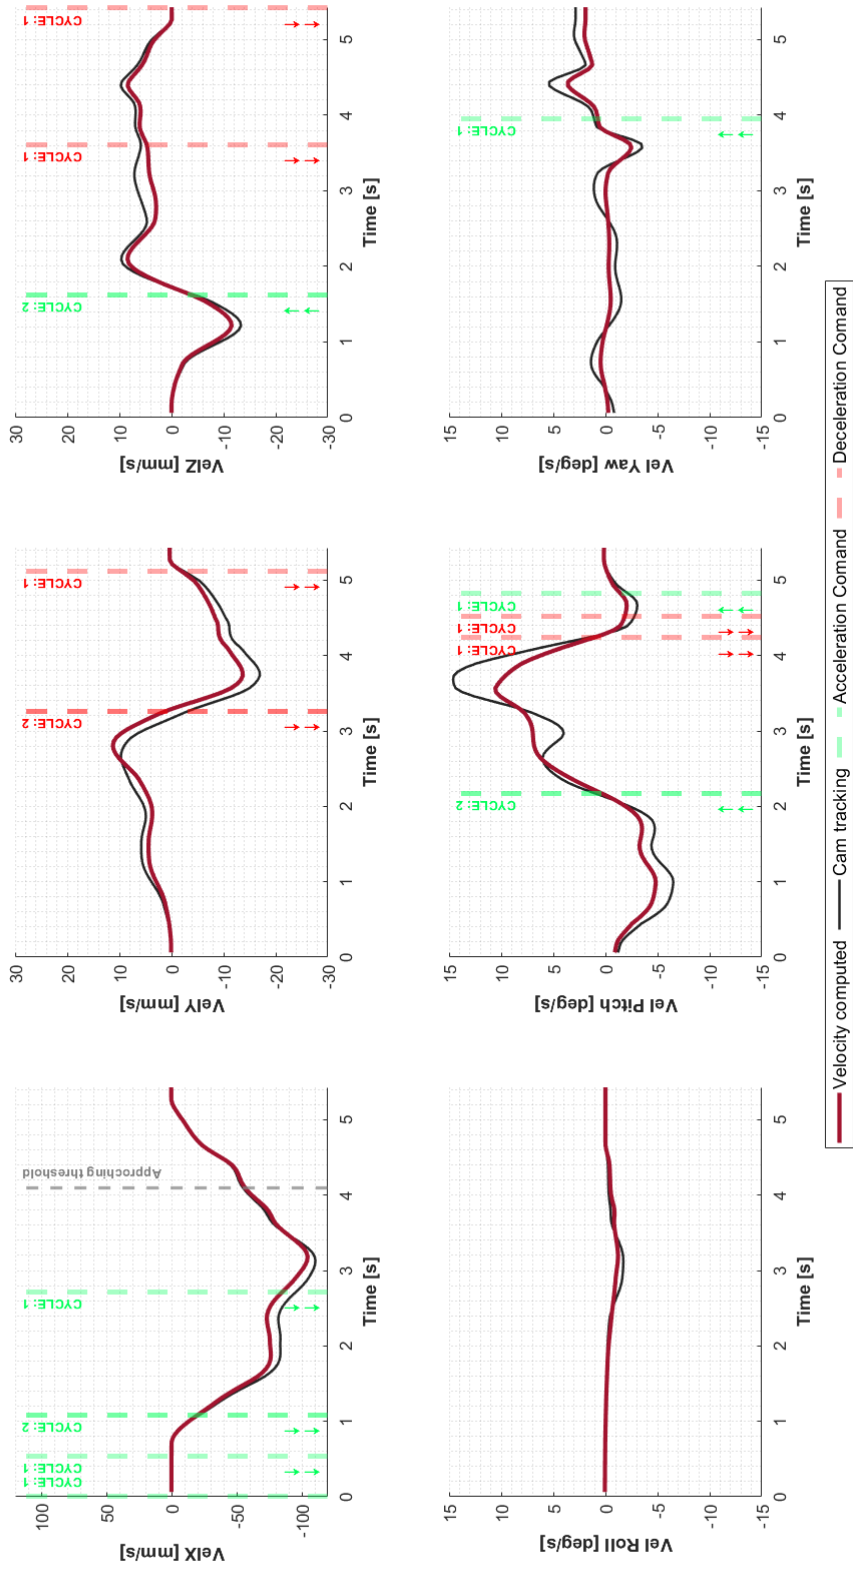 VelX [mm/s]
100
50
0
-50
-100
CYCLE: 1
CYCLE: 1
CYCLE: 2
CYCLE: 1
Approching threshold
0 1 2 3 4 5
Time [s]
VelY [mm/s]
30
20
10
0
-10
-20
-30
CYCLE: 2
CYCLE: 1
0 1 2 3 4 5
Time [s]
VelZ [mm/s]
30
20
10
0
-10
-20
-30
CYCLE: 2
CYCLE: 1
CYCLE: 1
0 1 2 3 4 5
Time [s]
Vel Roll [deg/s]
15
10
5
0
-5
-10
-15
0 1 2 3 4 5
Time [s]
Vel Pitch [deg/s]
15
10
5
0
-5
-10
-15
CYCLE: 2
CYCLE: 1
CYCLE: 1
CYCLE: 1
0 1 2 3 4 5
Time [s]
Vel Yaw [deg/s]
15
10
5
0
-5
-10
-15
CYCLE: 1
0 1 2 3 4 5
Time [s]
Velocity computed Cam tracking Acceleration Comand Deceleration Comand